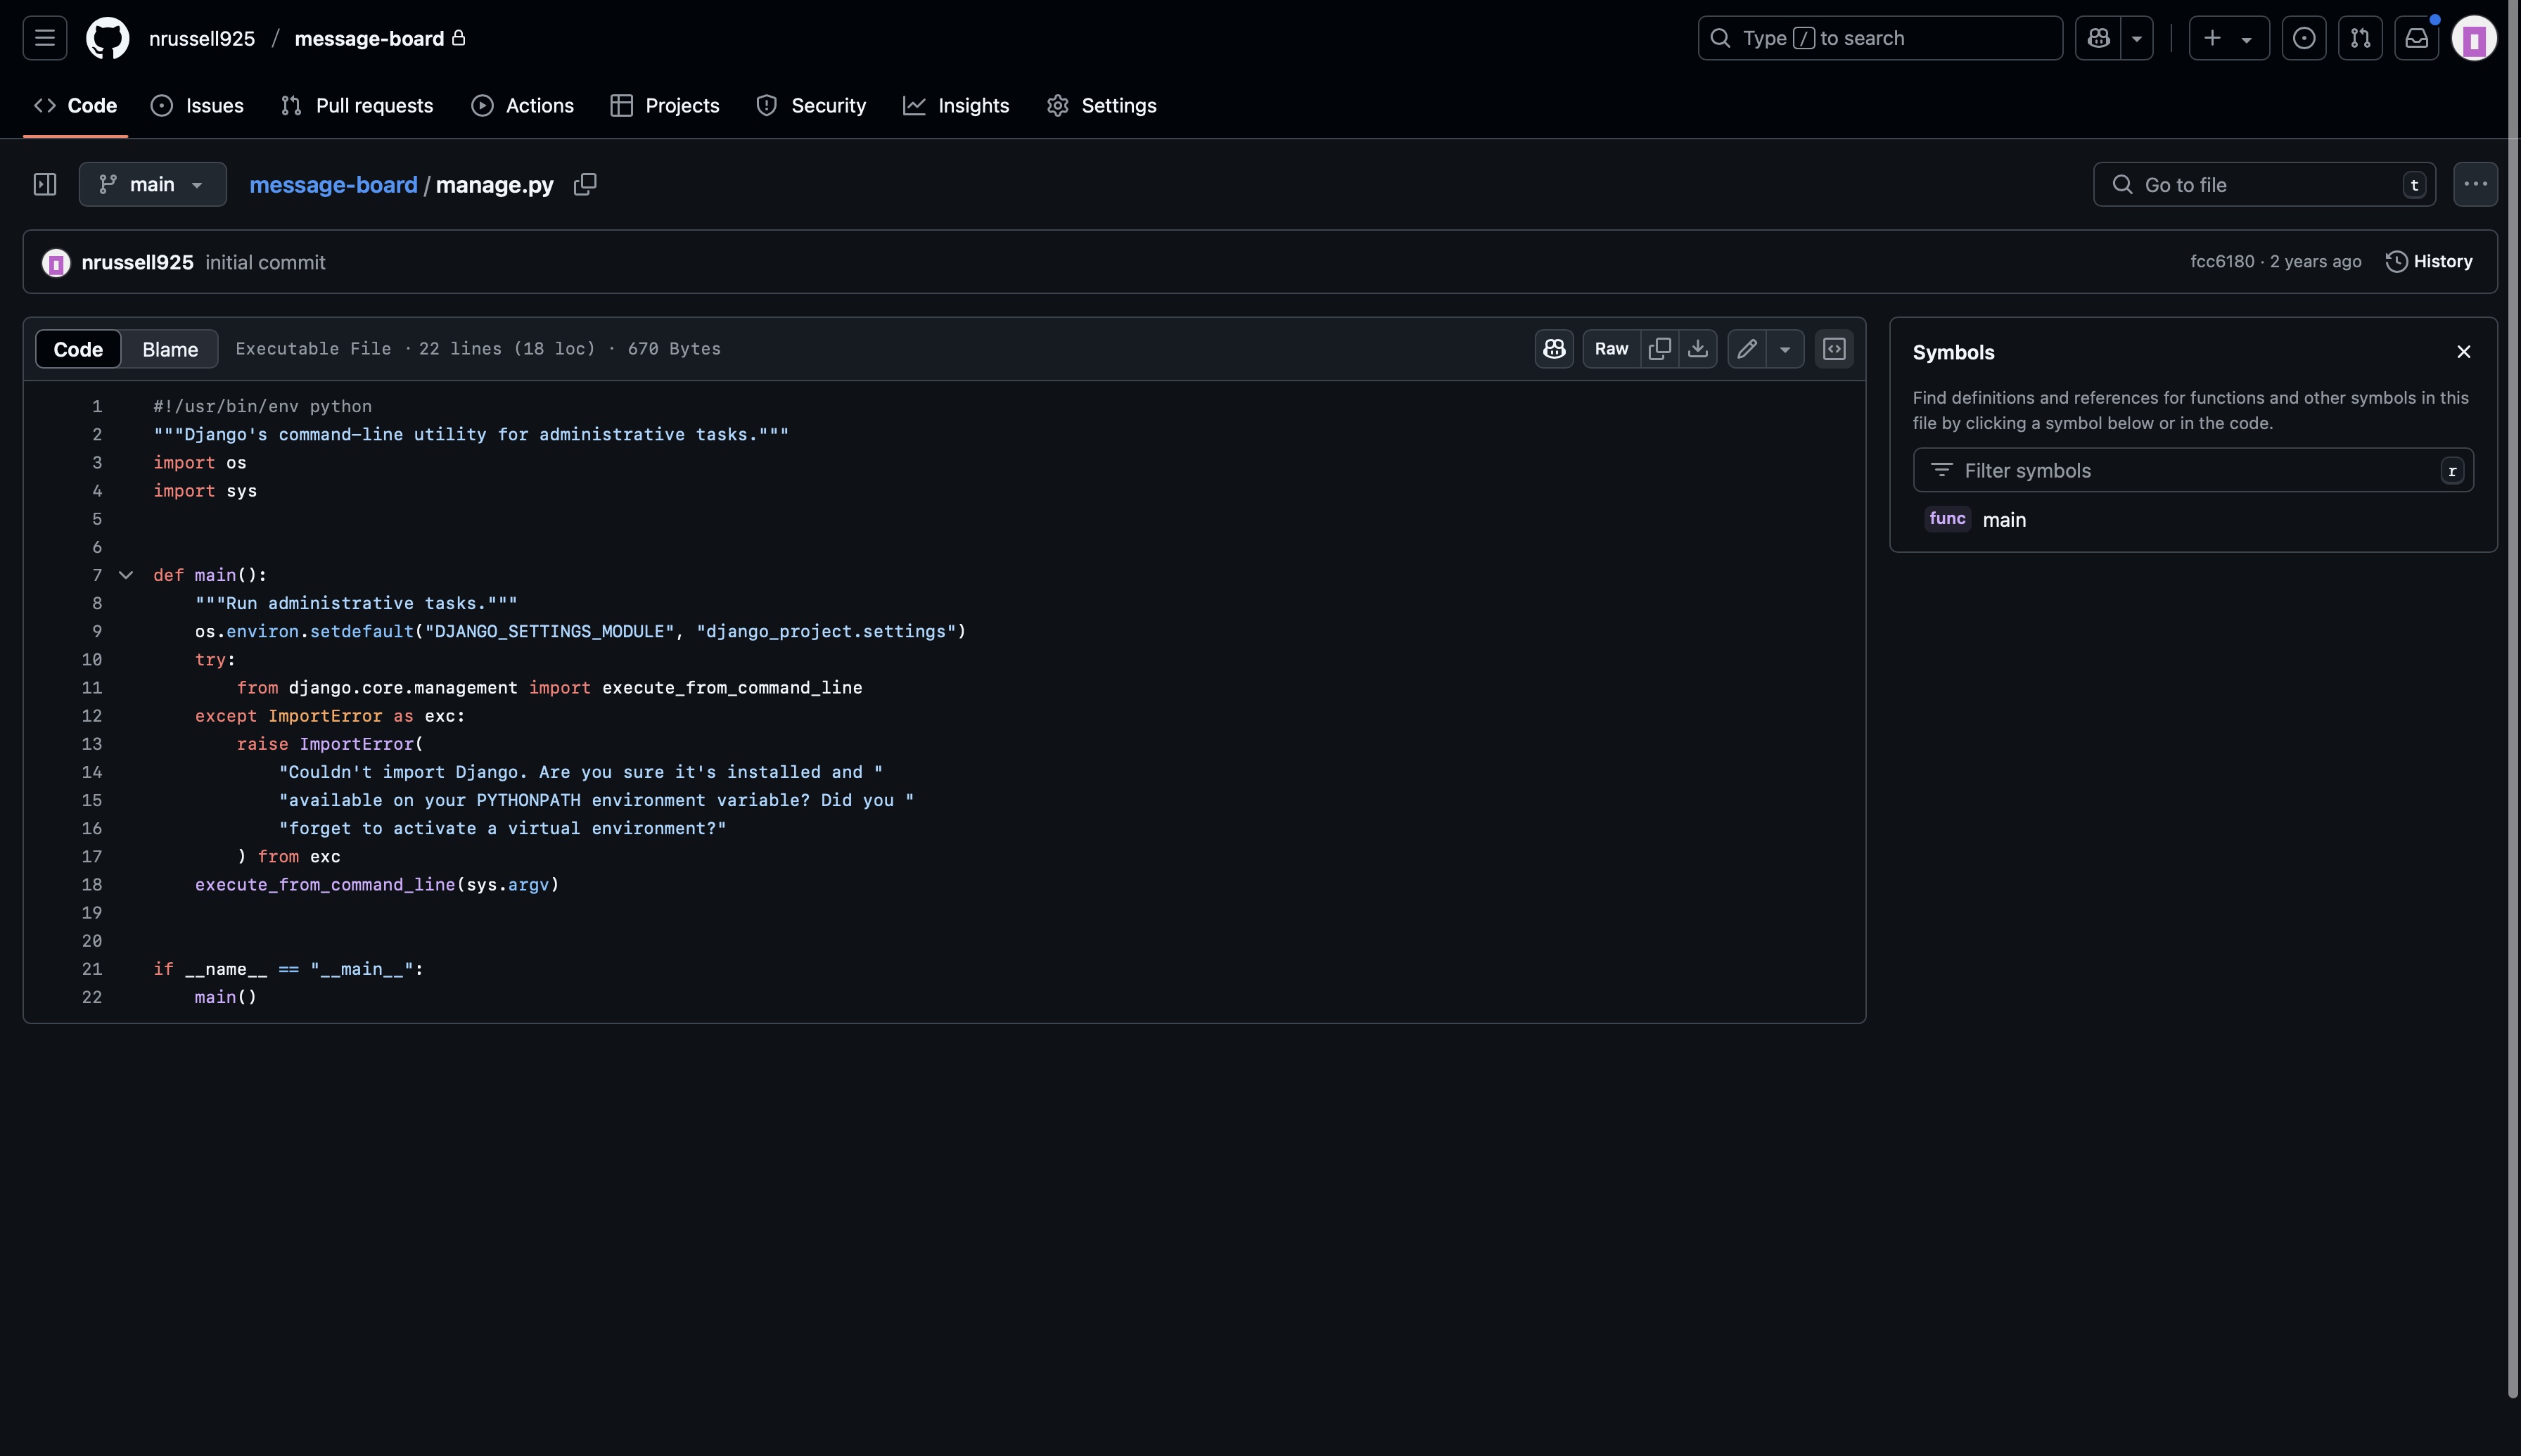 nrussell925 / message-board
Type / to search
Code Issues Pull requests Actions Projects Security Insights Settings
main message-board / manage.py
Go to file t
nrussell925 initial commit
fcc6180 · 2 years ago History
Code Blame Executable File · 22 lines (18 loc) · 670 Bytes
Raw
1 #!/usr/bin/env python
2 """Django's command-line utility for administrative tasks."""
3 import os
4 import sys
5
6
7 def main():
8     """Run administrative tasks."""
9     os.environ.setdefault("DJANGO_SETTINGS_MODULE", "django_project.settings")
10     try:
11         from django.core.management import execute_from_command_line
12     except ImportError as exc:
13         raise ImportError(
14             "Couldn't import Django. Are you sure it's installed and "
15             "available on your PYTHONPATH environment variable? Did you "
16             "forget to activate a virtual environment?"
17         ) from exc
18     execute_from_command_line(sys.argv)
19
20
21 if __name__ == "__main__":
22     main()
Symbols
Find definitions and references for functions and other symbols in this
file by clicking a symbol below or in the code.
Filter symbols r
func main